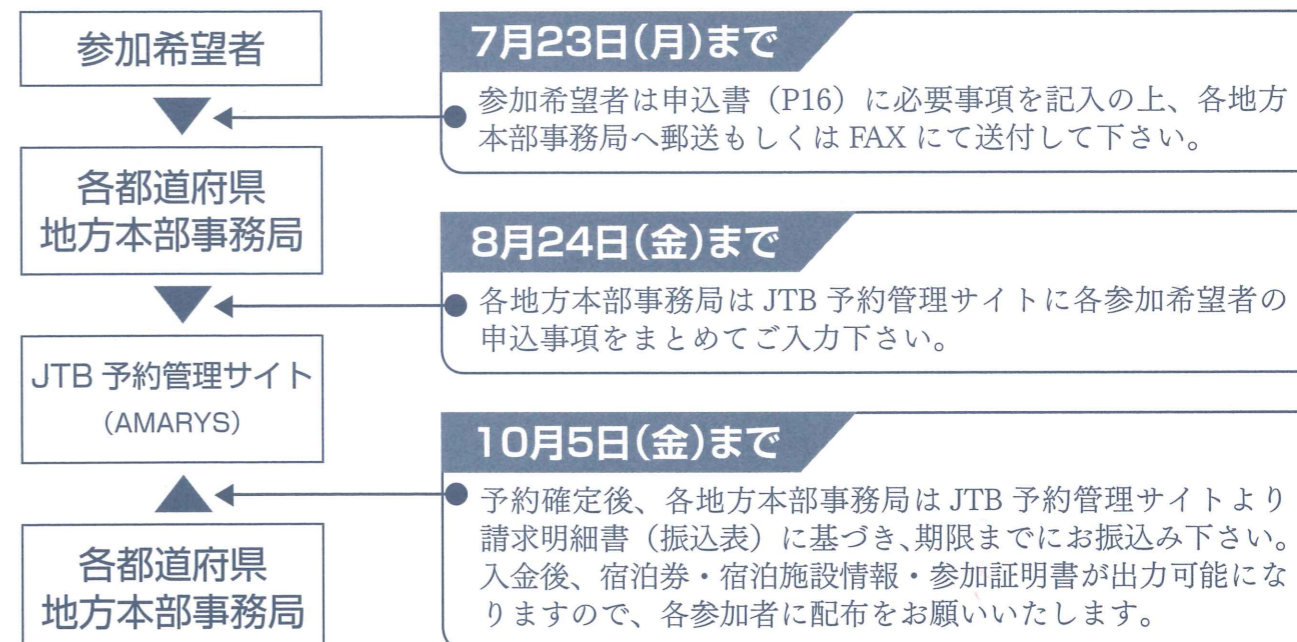 参加希望者
7月23日(月)まで
参加希望者は申込書（P16）に必要事項を記入の上、各地方
本部事務局へ郵送もしくは FAX にて送付して下さい。
各都道府県
地方本部事務局
8月24日(金)まで
各地方本部事務局は JTB 予約管理サイトに各参加希望者の
申込事項をまとめてご入力下さい。
JTB 予約管理サイト
（AMARYS）
10月5日(金)まで
予約確定後、各地方本部事務局は JTB 予約管理サイトより
請求明細書（振込表）に基づき、期限までにお振込み下さい。
入金後、宿泊券・宿泊施設情報・参加証明書が出力可能にな
りますので、各参加者に配布をお願いいたします。
各都道府県
地方本部事務局